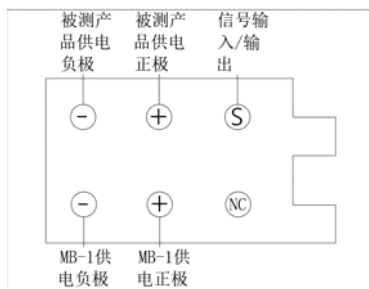 被测产 被测产 信号输
品供电 品供电 入/输
负极 正极 出
- + S
- + NC
MB-1供 MB-1供
电负极 电正极